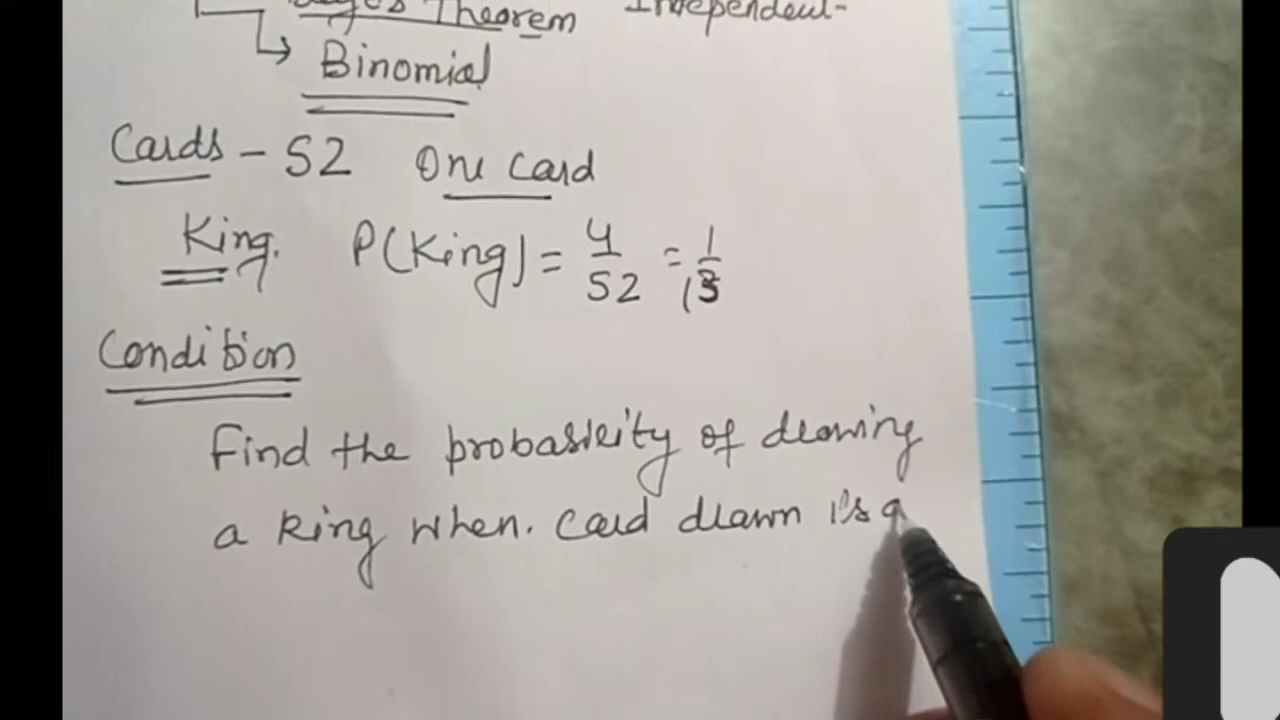 Theorem Independent-
Binomial
Cards - 52 One Card
King. P(King) = 4/52 = 1/13
Condition
Find the probability of drawing
a king when. Card drawn is a